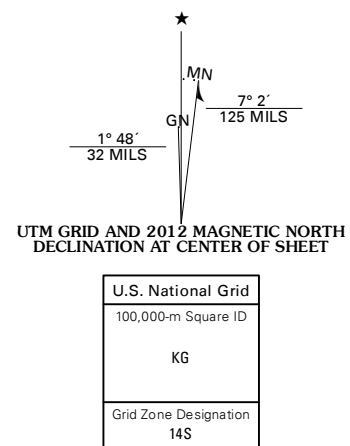 ★
MN
GN
7° 2´
125 MILS
1° 48´
32 MILS
UTM GRID AND 2012 MAGNETIC NORTH
DECLINATION AT CENTER OF SHEET
U.S. National Grid
100,000-m Square ID
KG
Grid Zone Designation
14S